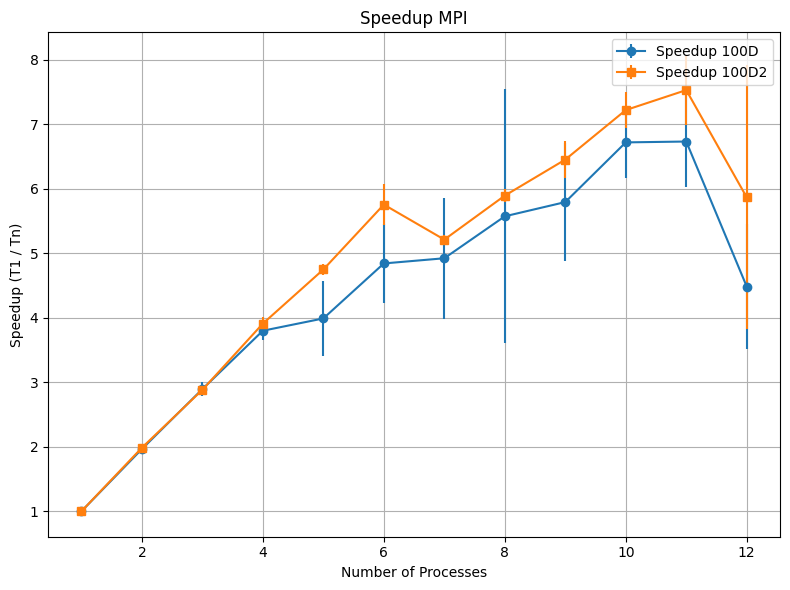 Speedup MPI
Speedup 100D
Speedup 100D2
Speedup (T1 / Tn)
8
7
6
5
4
3
2
1
2
4
6
8
10
12
Number of Processes